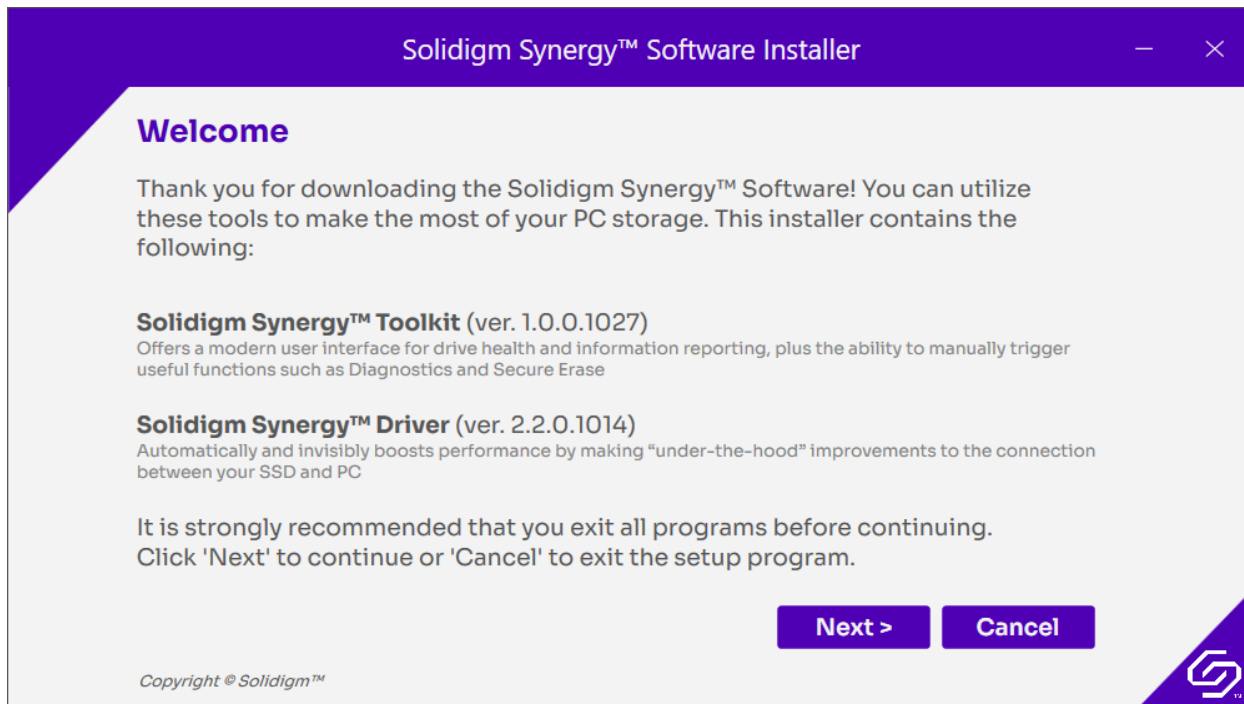 Solidigm Synergy™ Software Installer
Welcome
Thank you for downloading the Solidigm Synergy™ Software! You can utilize
these tools to make the most of your PC storage. This installer contains the
following:
Solidigm Synergy™ Toolkit (ver. 1.0.0.1027)
Offers a modern user interface for drive health and information reporting, plus the ability to manually trigger
useful functions such as Diagnostics and Secure Erase
Solidigm Synergy™ Driver (ver. 2.2.0.1014)
Automatically and invisibly boosts performance by making “under-the-hood” improvements to the connection
between your SSD and PC
It is strongly recommended that you exit all programs before continuing.
Click 'Next' to continue or 'Cancel' to exit the setup program.
Next >
Cancel
Copyright © Solidigm™
™